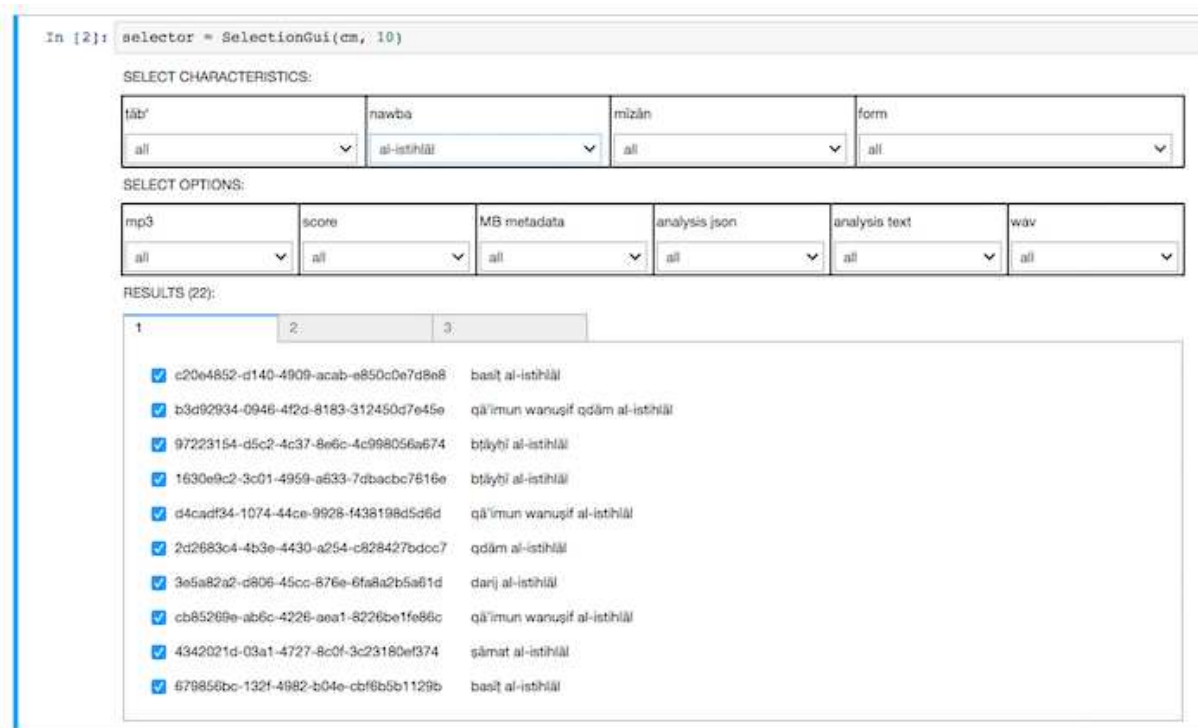 In [2]: selector = SelectionGui(cm, 10)
SELECT CHARACTERISTICS:
ṭāb' nawba mīzān form
all al-istihlāl all all
SELECT OPTIONS:
mp3 score MB metadata analysis json analysis text wav
all all all all all all
RESULTS (22):
1 2 3
c20e4852-d140-4909-acab-e850c0e7d8e8 basīṭ al-istihlāl
b3d92934-0946-4f2d-8183-312450d7e45e qā'imun wanuṣif qdām al-istihlāl
97223154-d5c2-4c37-8e6c-4c998056a674 bṭāyḥī al-istihlāl
1630e9c2-3c01-4959-a633-7dbacbc7616e bṭāyḥī al-istihlāl
d4cadf34-1074-44ce-9928-f438198d5d6d qā'imun wanuṣif al-istihlāl
2d2683c4-4b3e-4430-a254-c828427bdcc7 qdām al-istihlāl
3e5a82a2-d806-45cc-876e-6fa8a2b5a61d darij al-istihlāl
cb85269e-ab6c-4226-aea1-8226be1fe86c qā'imun wanuṣif al-istihlāl
4342021d-03a1-4727-8c0f-3c23180ef374 ṣāmat al-istihlāl
679856bc-132f-4982-b04e-cbf6b5b1129b basīṭ al-istihlāl